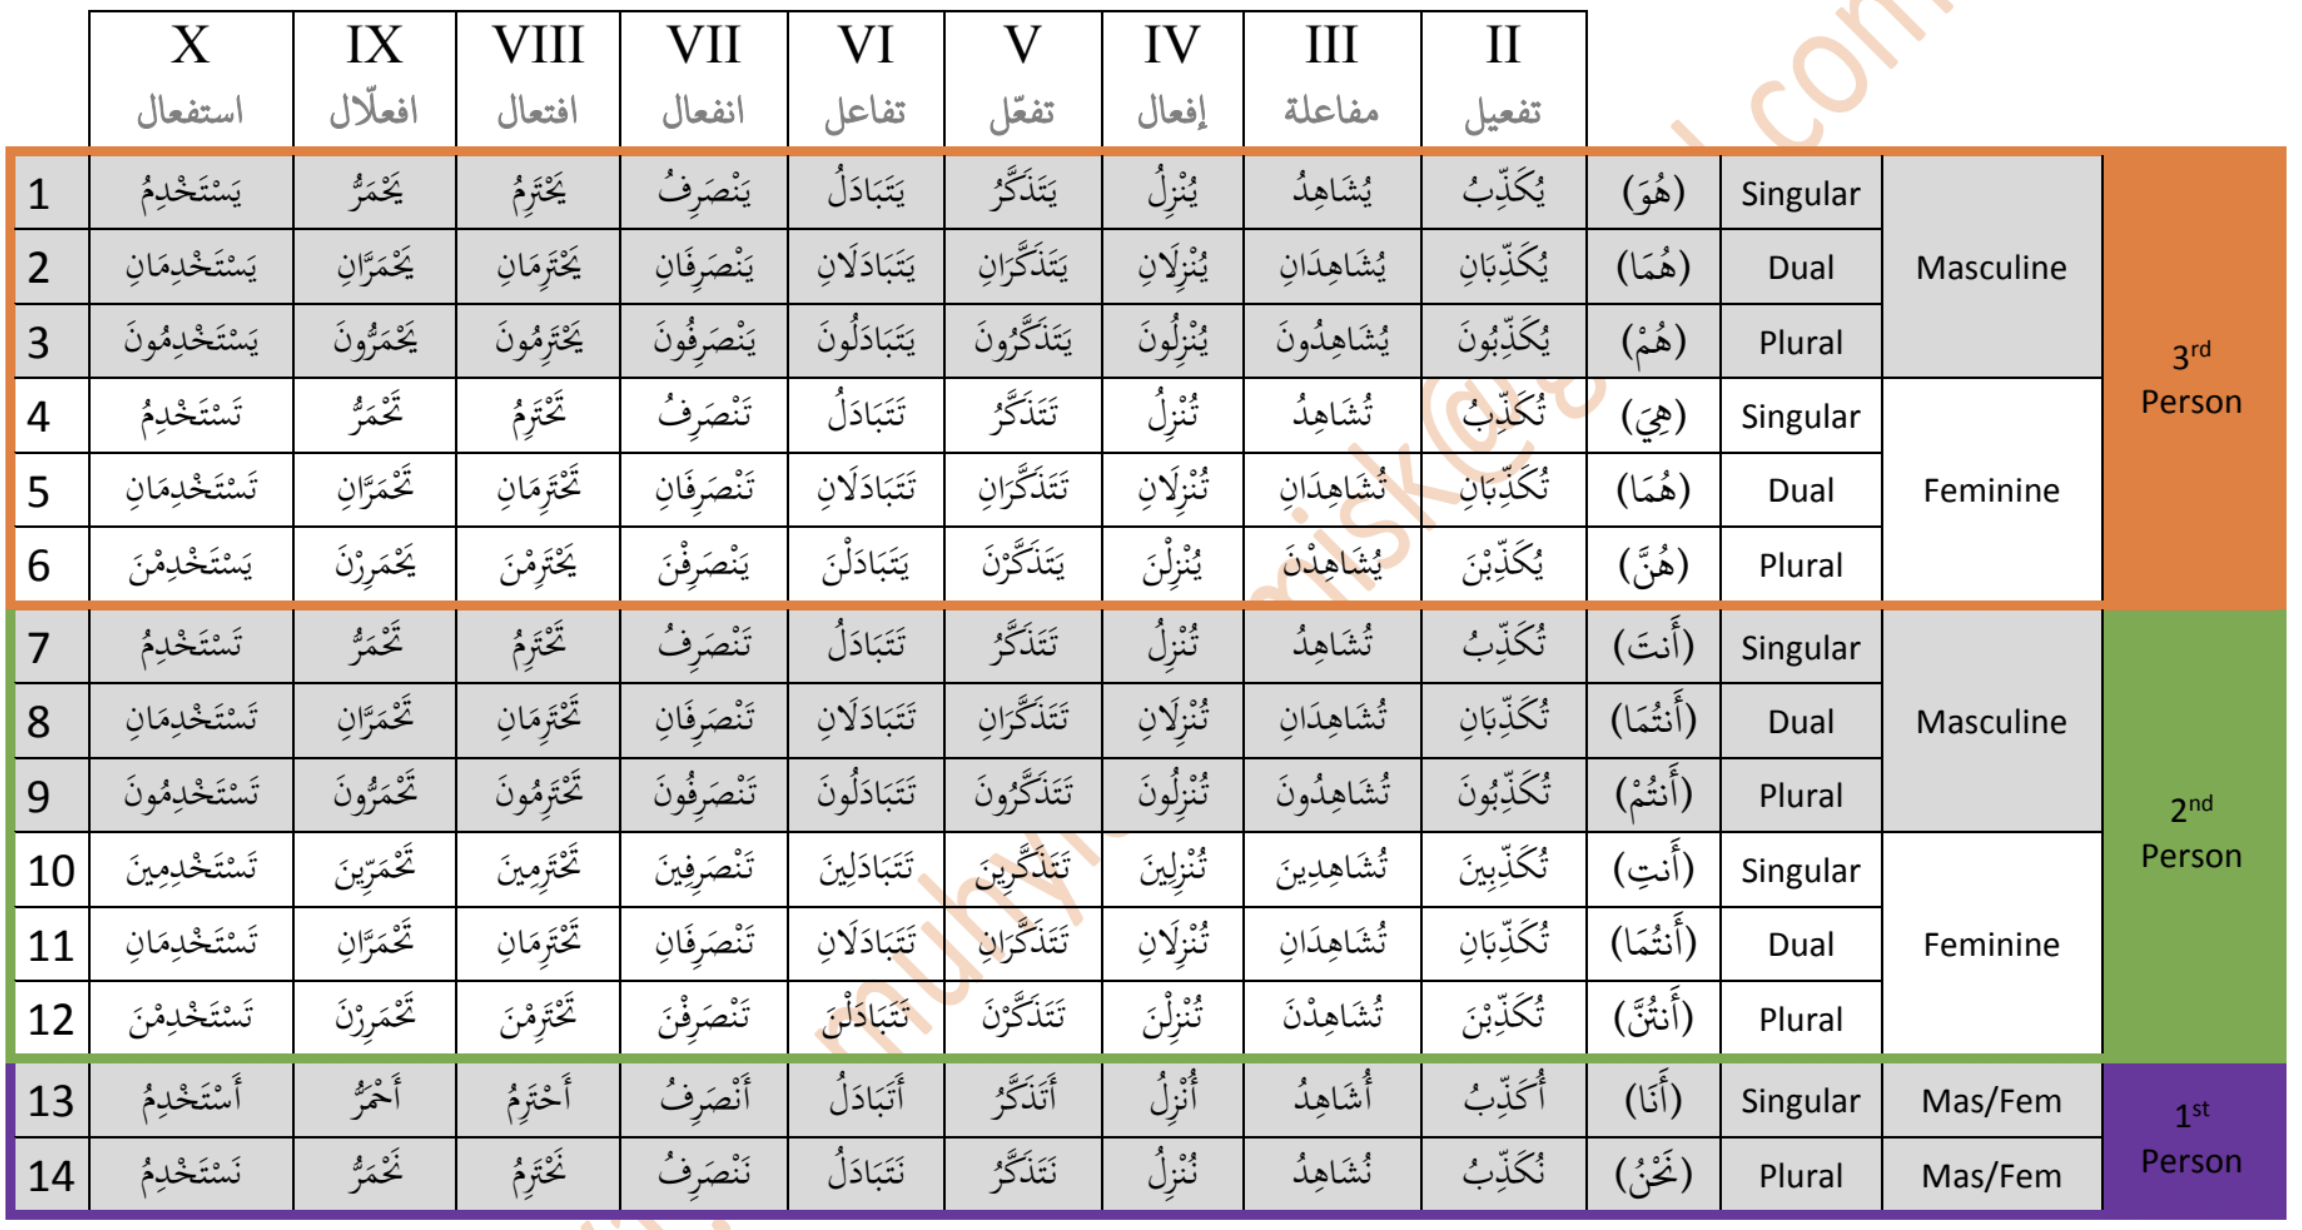 X IX VIII VII VI V IV III II
استفعال افعلّال افتعال انفعال تفاعل تفعّل إفعال مفاعلة تفعيل
1 يَسْتَخْدِمُ يَحْمَرُّ يَحْتَرِمُ يَنْصَرِفُ يَتَبَادَلُ يَتَذَكَّرُ يُنْزِلُ يُشَاهِدُ يُكَذِّبُ (هُوَ) Singular
2 يَسْتَخْدِمَانِ يَحْمَرَّانِ يَحْتَرِمَانِ يَنْصَرِفَانِ يَتَبَادَلَانِ يَتَذَكَّرَانِ يُنْزِلَانِ يُشَاهِدَانِ يُكَذِّبَانِ (هُمَا) Dual Masculine
3 يَسْتَخْدِمُونَ يَحْمَرُّونَ يَحْتَرِمُونَ يَنْصَرِفُونَ يَتَبَادَلُونَ يَتَذَكَّرُونَ يُنْزِلُونَ يُشَاهِدُونَ يُكَذِّبُونَ (هُمْ) Plural
3rd
Person
4 تَسْتَخْدِمُ تَحْمَرُّ تَحْتَرِمُ تَنْصَرِفُ تَتَبَادَلُ تَتَذَكَّرُ تُنْزِلُ تُشَاهِدُ تُكَذِّبُ (هِيَ) Singular
5 تَسْتَخْدِمَانِ تَحْمَرَّانِ تَحْتَرِمَانِ تَنْصَرِفَانِ تَتَبَادَلَانِ تَتَذَكَّرَانِ تُنْزِلَانِ تُشَاهِدَانِ تُكَذِّبَانِ (هُمَا) Dual Feminine
6 يَسْتَخْدِمْنَ يَحْمَرِرْنَ يَحْتَرِمْنَ يَنْصَرِفْنَ يَتَبَادَلْنَ يَتَذَكَّرْنَ يُنْزِلْنَ يُشَاهِدْنَ يُكَذِّبْنَ (هُنَّ) Plural
7 تَسْتَخْدِمُ تَحْمَرُّ تَحْتَرِمُ تَنْصَرِفُ تَتَبَادَلُ تَتَذَكَّرُ تُنْزِلُ تُشَاهِدُ تُكَذِّبُ (أَنتَ) Singular
8 تَسْتَخْدِمَانِ تَحْمَرَّانِ تَحْتَرِمَانِ تَنْصَرِفَانِ تَتَبَادَلَانِ تَتَذَكَّرَانِ تُنْزِلَانِ تُشَاهِدَانِ تُكَذِّبَانِ (أَنتُمَا) Dual Masculine
9 تَسْتَخْدِمُونَ تَحْمَرُّونَ تَحْتَرِمُونَ تَنْصَرِفُونَ تَتَبَادَلُونَ تَتَذَكَّرُونَ تُنْزِلُونَ تُشَاهِدُونَ تُكَذِّبُونَ (أَنتُمْ) Plural
2nd
Person
10 تَسْتَخْدِمِينَ تَحْمَرِّينَ تَحْتَرِمِينَ تَنْصَرِفِينَ تَتَبَادَلِينَ تَتَذَكَّرِينَ تُنْزِلِينَ تُشَاهِدِينَ تُكَذِّبِينَ (أَنتِ) Singular
11 تَسْتَخْدِمَانِ تَحْمَرَّانِ تَحْتَرِمَانِ تَنْصَرِفَانِ تَتَبَادَلَانِ تَتَذَكَّرَانِ تُنْزِلَانِ تُشَاهِدَانِ تُكَذِّبَانِ (أَنتُمَا) Dual Feminine
12 تَسْتَخْدِمْنَ تَحْمَرِرْنَ تَحْتَرِمْنَ تَنْصَرِفْنَ تَتَبَادَلْنَ تَتَذَكَّرْنَ تُنْزِلْنَ تُشَاهِدْنَ تُكَذِّبْنَ (أَنتُنَّ) Plural
13 أَسْتَخْدِمُ أَحْمَرُّ أَحْتَرِمُ أَنْصَرِفُ أَتَبَادَلُ أَتَذَكَّرُ أُنْزِلُ أُشَاهِدُ أُكَذِّبُ (أَنَا) Singular Mas/Fem
1st
Person
14 نَسْتَخْدِمُ نَحْمَرُّ نَحْتَرِمُ نَنْصَرِفُ نَتَبَادَلُ نَتَذَكَّرُ نُنْزِلُ نُشَاهِدُ نُكَذِّبُ (نَحْنُ) Plural Mas/Fem